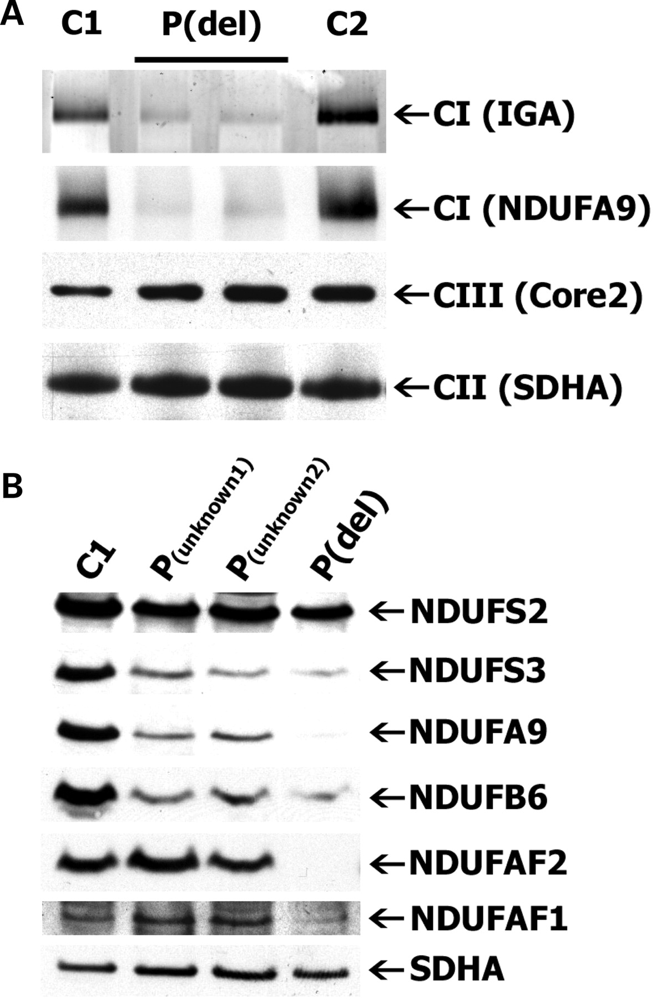 A
C1 P(del) C2
←CI (IGA)
←CI (NDUFA9)
←CIII (Core2)
←CII (SDHA)
B
C1 P(unknown1) P(unknown2) P(del)
←NDUFS2
←NDUFS3
←NDUFA9
←NDUFB6
←NDUFAF2
←NDUFAF1
←SDHA